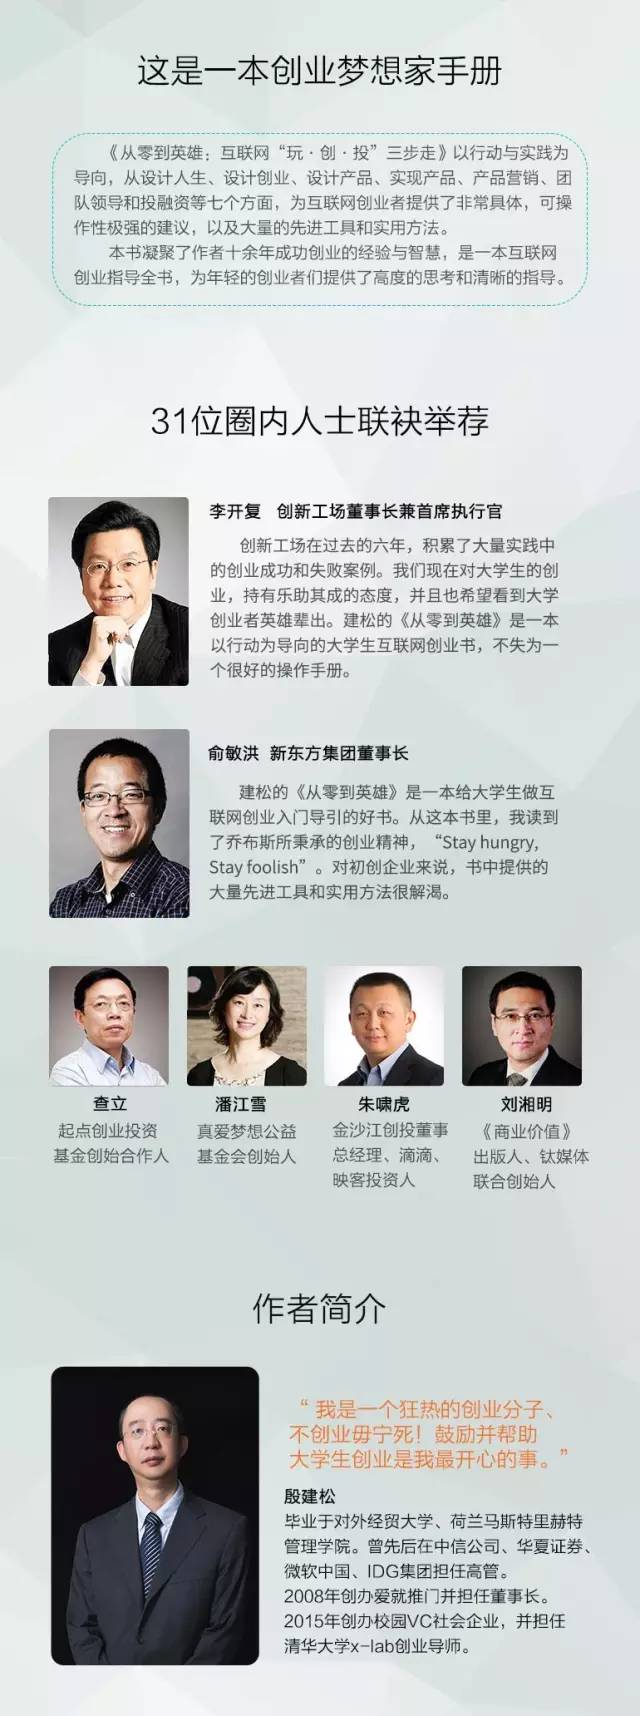 这是一本创业梦想家手册
《从零到英雄：互联网“玩·创·投”三步走》以行动与实践为
导向，从设计人生、设计创业、设计产品、实现产品、产品营销、团
队领导和投融资等七个方面，为互联网创业者提供了非常具体，可操
作性极强的建议，以及大量的先进工具和实用方法。
本书凝聚了作者十余年成功创业的经验与智慧，是一本互联网
创业指导全书，为年轻的创业者们提供了高度的思考和清晰的指导。
31位圈内人士联袂举荐
李开复 创新工场董事长兼首席执行官
创新工场在过去的六年，积累了大量实践中
的创业成功和失败案例。我们现在对大学生的创
业，持有乐助其成的态度，并且也希望看到大学
创业者英雄辈出。建松的《从零到英雄》是一本
以行动为导向的大学生互联网创业书，不失为一
个很好的操作手册。
俞敏洪 新东方集团董事长
建松的《从零到英雄》是一本给大学生做互
联网创业入门导引的好书。从这本书里，我读到
了乔布斯所秉承的创业精神，“Stay hungry,
Stay foolish”。对初创企业来说，书中提供的
大量先进工具和实用方法很解渴。
查立
起点创业投资
基金创始合作人
潘江雪
真爱梦想公益
基金会创始人
朱啸虎
金沙江创投董事
总经理、滴滴、
映客投资人
刘湘明
《商业价值》
出版人、钛媒体
联合创始人
作者简介
“ 我是一个狂热的创业分子、
不创业毋宁死！鼓励并帮助
大学生创业是我最开心的事。”
殷建松
毕业于对外经贸大学、荷兰马斯特里赫特
管理学院。曾先后在中信公司、华夏证券、
微软中国、IDG集团担任高管。
2008年创办爱就推门并担任董事长。
2015年创办校园VC社会企业，并担任
清华大学x-lab创业导师。